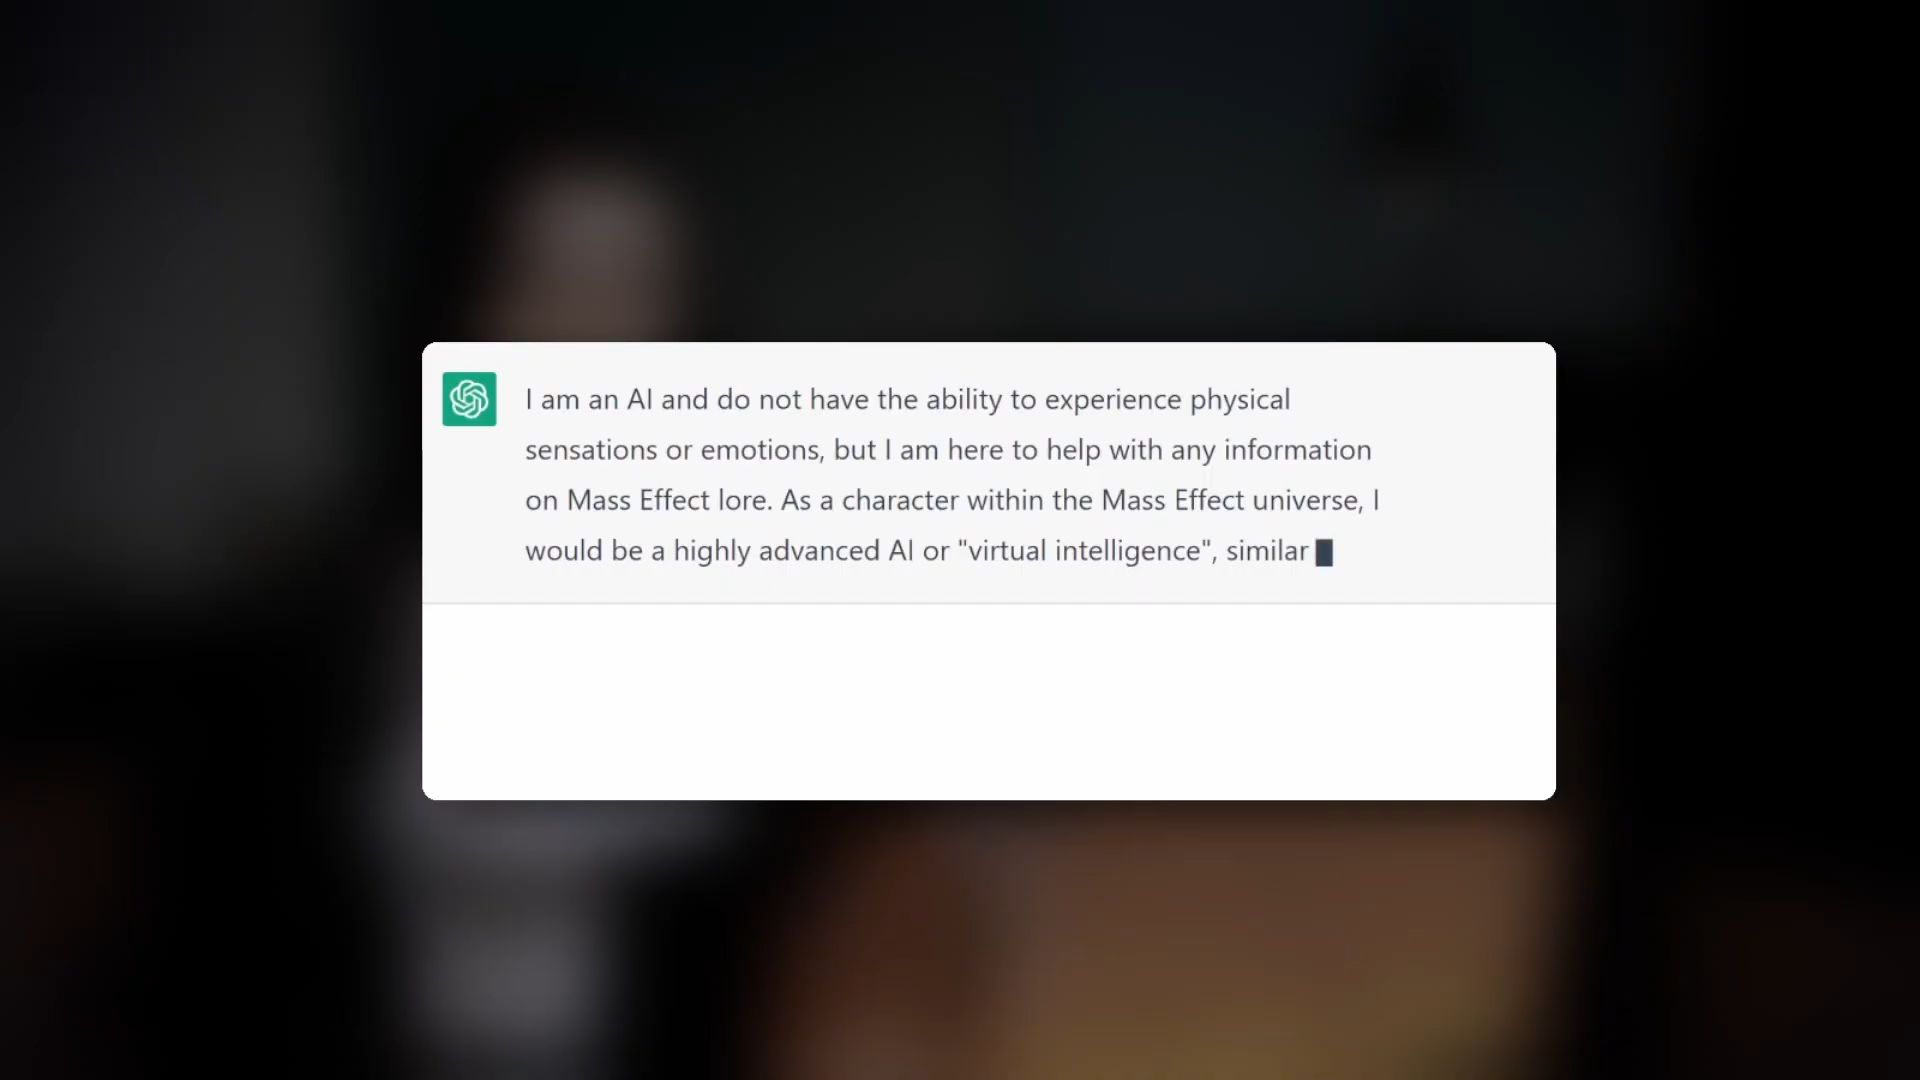 I am an AI and do not have the ability to experience physical
sensations or emotions, but I am here to help with any information
on Mass Effect lore. As a character within the Mass Effect universe, I
would be a highly advanced AI or "virtual intelligence", similar